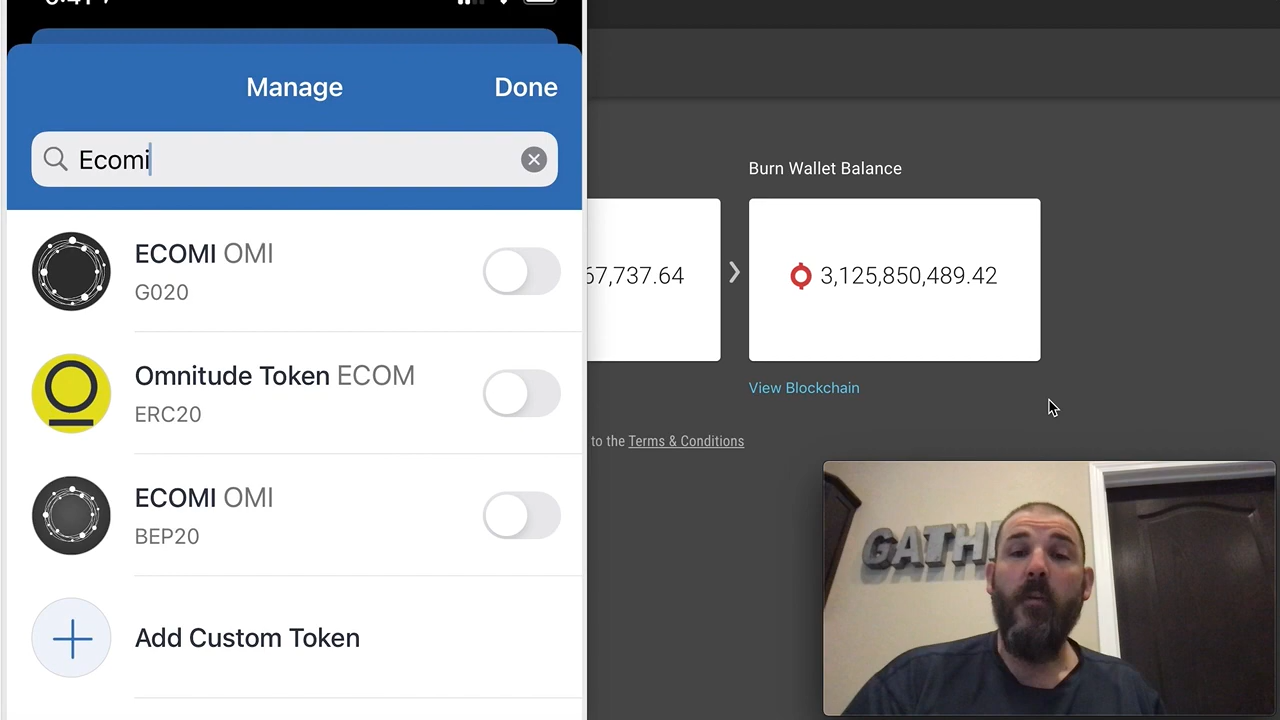 Manage
Done
Ecomi
ECOMI OMI
G020
Omnitude Token ECOM
ERC20
ECOMI OMI
BEP20
Add Custom Token
Burn Wallet Balance
67,737.64
3,125,850,489.42
View Blockchain
to the Terms & Conditions